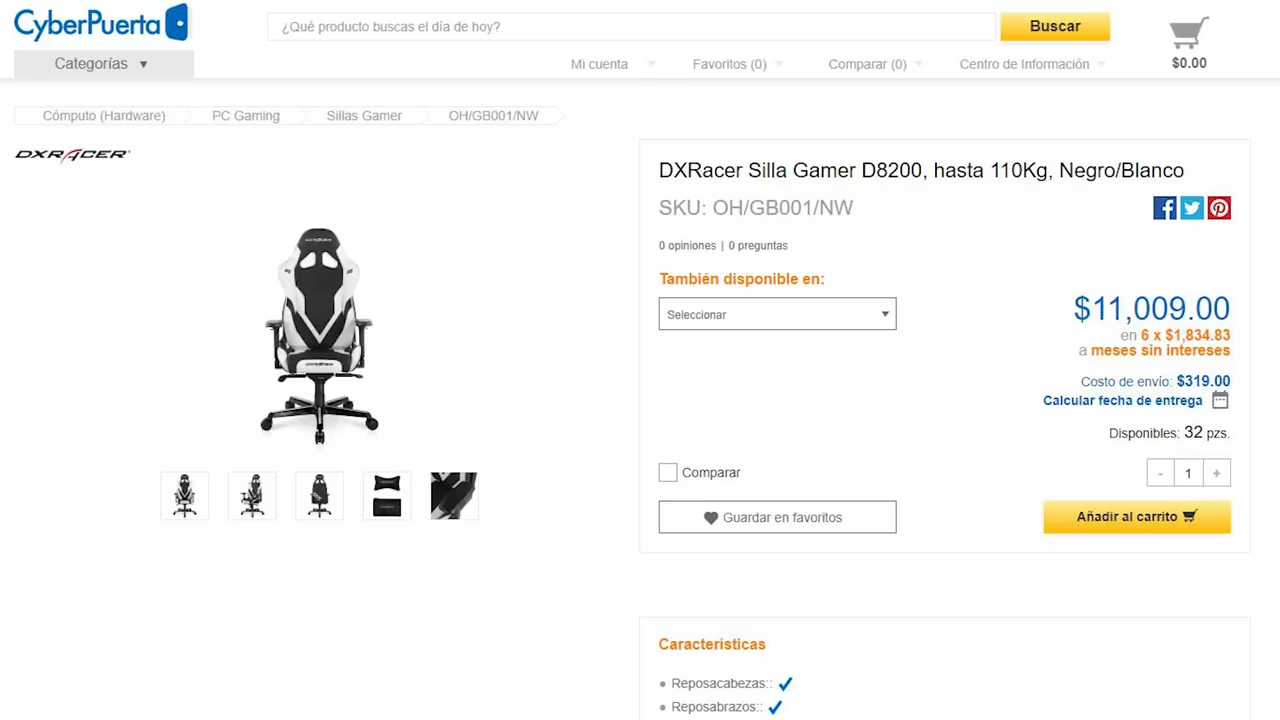 CyberPuerta
¿Qué producto buscas el día de hoy?
Buscar
Categorías
Mi cuenta
Favoritos (0)
Comparar (0)
Centro de Información
$0.00
Cómputo (Hardware)
PC Gaming
Sillas Gamer
OH/GB001/NW
DXRACER
DXRacer Silla Gamer D8200, hasta 110Kg, Negro/Blanco
SKU: OH/GB001/NW
0 opiniones | 0 preguntas
También disponible en:
Seleccionar
$11,009.00
en 6 x $1,834.83
a meses sin intereses
Costo de envío: $319.00
Calcular fecha de entrega
Disponibles: 32 pzs.
Comparar
- 1 +
Guardar en favoritos
Añadir al carrito
Caracteristicas
• Reposacabezas::
• Reposabrazos::